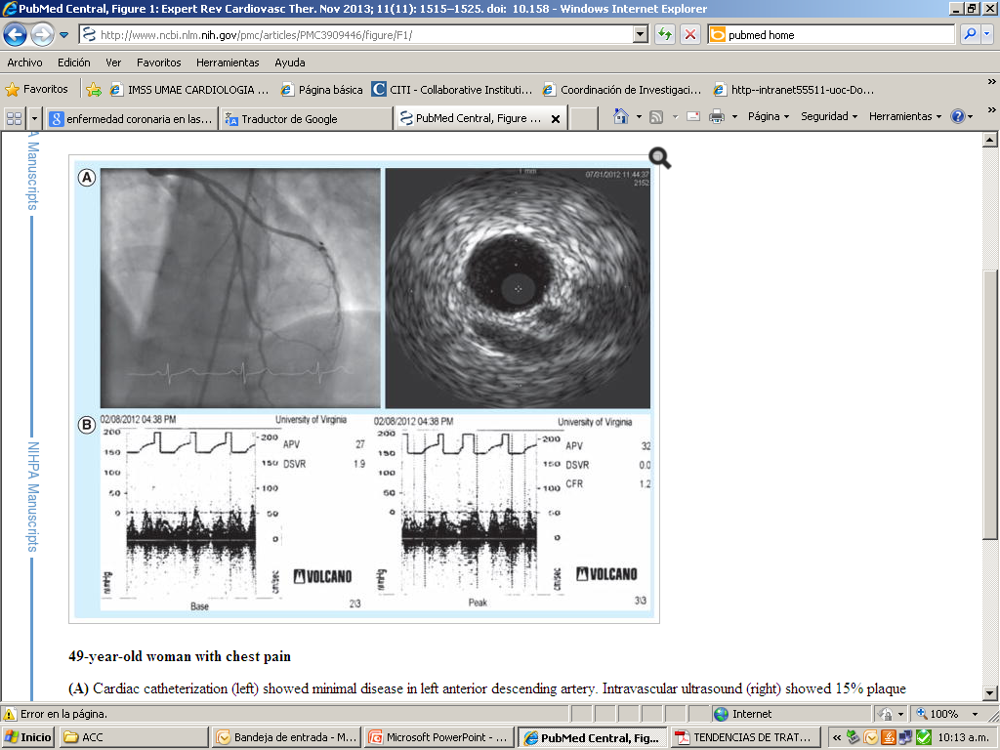 PubMed Central, Figure 1: Expert Rev Cardiovasc Ther. Nov 2013; 11(11): 1515–1525. doi: 10.158 - Windows Internet Explorer
http://www.ncbi.nlm.nih.gov/pmc/articles/PMC3909446/figure/F1/
pubmed home
Archivo Edición Ver Favoritos Herramientas Ayuda
Favoritos IMSS UMAE CARDIOLOGIA ... Página básica CITI - Collaborative Instituti... Coordinación de Investigaci... http--intranet55511-uoc-Do... »
enfermedad coronaria en las... Traductor de Google PubMed Central, Figure ... Página Seguridad Herramientas »
A Manuscripts
NIHPA Manuscripts
A
1 mm 07/31/2012 11:44:37
2152
B
02/08/2012 04:38 PM University of Virginia
200 200
APV 27
150 150
DSVR 1.9
100 100
50 50
0 0
mmHg cm/sec
VOLCANO
Base 2\3
02/08/2012 04:38 PM University of Virginia
200 200
APV 32
150 150
DSVR 0.0
CFR 1.2
100 100
50 50
0 0
mmHg cm/sec
VOLCANO
Peak 3\3
49-year-old woman with chest pain
(A) Cardiac catheterization (left) showed minimal disease in left anterior descending artery. Intravascular ultrasound (right) showed 15% plaque
Error en la página. Internet 100%
Inicio ACC Bandeja de entrada - M... Microsoft PowerPoint - ... PubMed Central, Fig... TENDENCIAS DE TRAT... « 10:13 a.m.